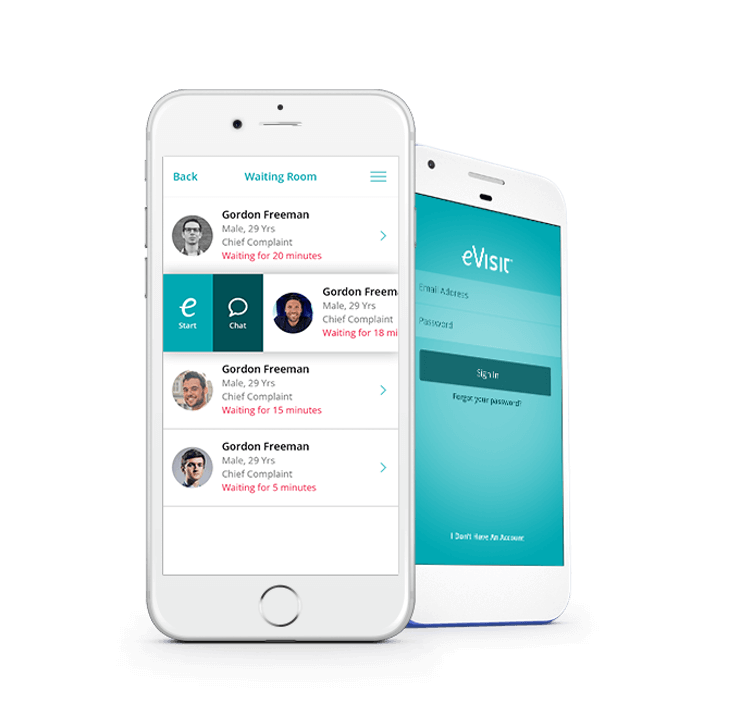 Back
Waiting Room
Gordon Freeman
Male, 29 Yrs
Chief Complaint
Waiting for 20 minutes
e
Start
Chat
Gordon Freem
Male, 29 Yrs
Chief Complaint
Waiting for 18 mi
Gordon Freeman
Male, 29 Yrs
Chief Complaint
Waiting for 15 minutes
Gordon Freeman
Male, 29 Yrs
Chief Complaint
Waiting for 5 minutes
eVisit
Email Address
Password
Sign In
Forgot your password?
I Don't Have An Account